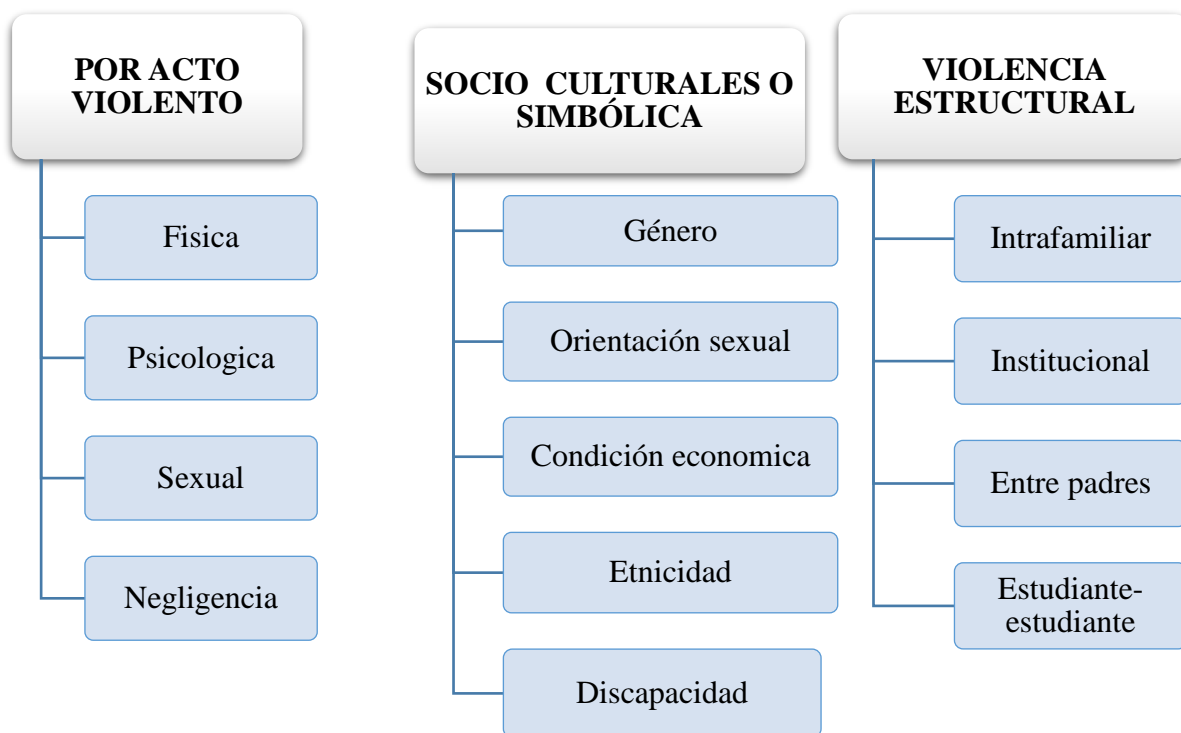 POR ACTO
VIOLENTO
Fisica
Psicologica
Sexual
Negligencia
SOCIO CULTURALES O
SIMBÓLICA
Género
Orientación sexual
Condición economica
Etnicidad
Discapacidad
VIOLENCIA
ESTRUCTURAL
Intrafamiliar
Institucional
Entre padres
Estudiante-
estudiante